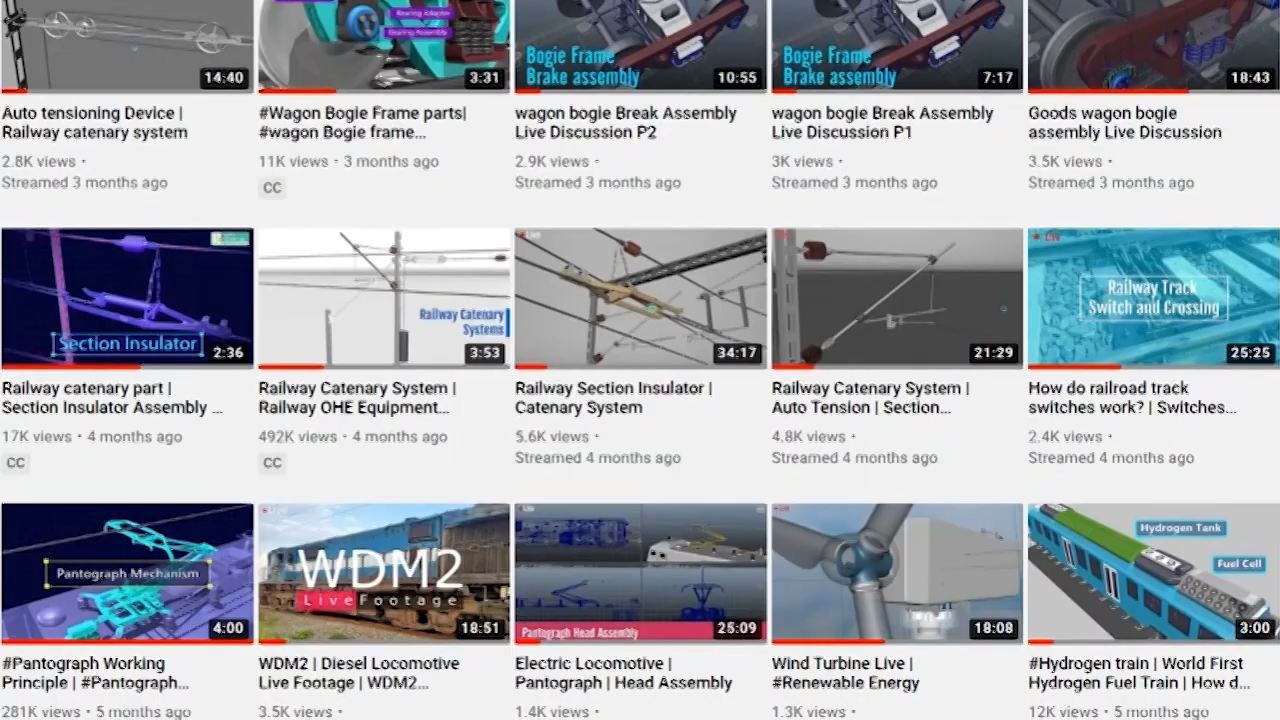 Bearing Adapter
Bearing Assembly
Bogie Frame
Brake assembly
Bogie Frame
Brake assembly
14:40
3:31
10:55
7:17
18:43
Auto tensioning Device |
Railway catenary system
2.8K views •
Streamed 3 months ago
#Wagon Bogie Frame parts|
#wagon Bogie frame...
11K views • 3 months ago
CC
wagon bogie Break Assembly
Live Discussion P2
2.9K views •
Streamed 3 months ago
wagon bogie Break Assembly
Live Discussion P1
3K views •
Streamed 3 months ago
Goods wagon bogie
assembly Live Discussion
3.5K views •
Streamed 3 months ago
Section Insulator
2:36
Railway Catenary
Systems
3:53
Live
34:17
21:29
Live
Railway Track
Switch and Crossing
25:25
Railway catenary part |
Section Insulator Assembly ...
17K views • 4 months ago
CC
Railway Catenary System |
Railway OHE Equipment...
492K views • 4 months ago
CC
Railway Section Insulator |
Catenary System
5.6K views •
Streamed 4 months ago
Railway Catenary System |
Auto Tension | Section...
4.8K views •
Streamed 4 months ago
How do railroad track
switches work? | Switches...
2.4K views •
Streamed 4 months ago
Pantograph Mechanism
4:00
WDM2
Live Footage
18:51
Pantograph Head Assembly
25:09
18:08
Hydrogen Tank
Fuel Cell
3:00
#Pantograph Working
Principle | #Pantograph...
281K views • 5 months ago
WDM2 | Diesel Locomotive
Live Footage | WDM2...
3.5K views •
Electric Locomotive |
Pantograph | Head Assembly
1.4K views •
Wind Turbine Live |
#Renewable Energy
1.3K views •
#Hydrogen train | World First
Hydrogen Fuel Train | How d...
12K views • 5 months ago